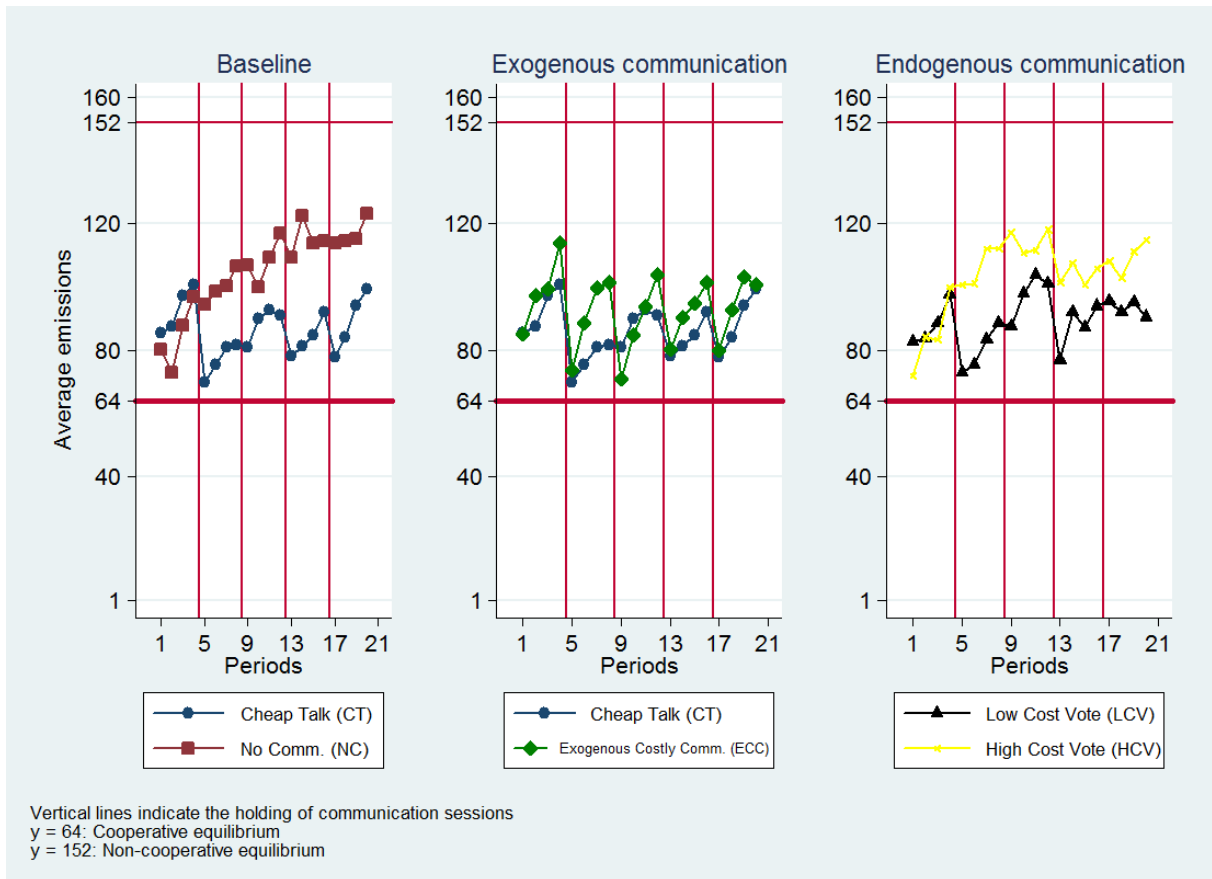 Baseline
Exogenous communication
Endogenous communication
Average emissions
160
152
120
80
64
40
1
1 5 9 13 17 21
Periods
160
152
120
80
64
40
1
1 5 9 13 17 21
Periods
160
152
120
80
64
40
1
1 5 9 13 17 21
Periods
Cheap Talk (CT)
No Comm. (NC)
Cheap Talk (CT)
Exogenous Costly Comm. (ECC)
Low Cost Vote (LCV)
High Cost Vote (HCV)
Vertical lines indicate the holding of communication sessions
y = 64: Cooperative equilibrium
y = 152: Non-cooperative equilibrium